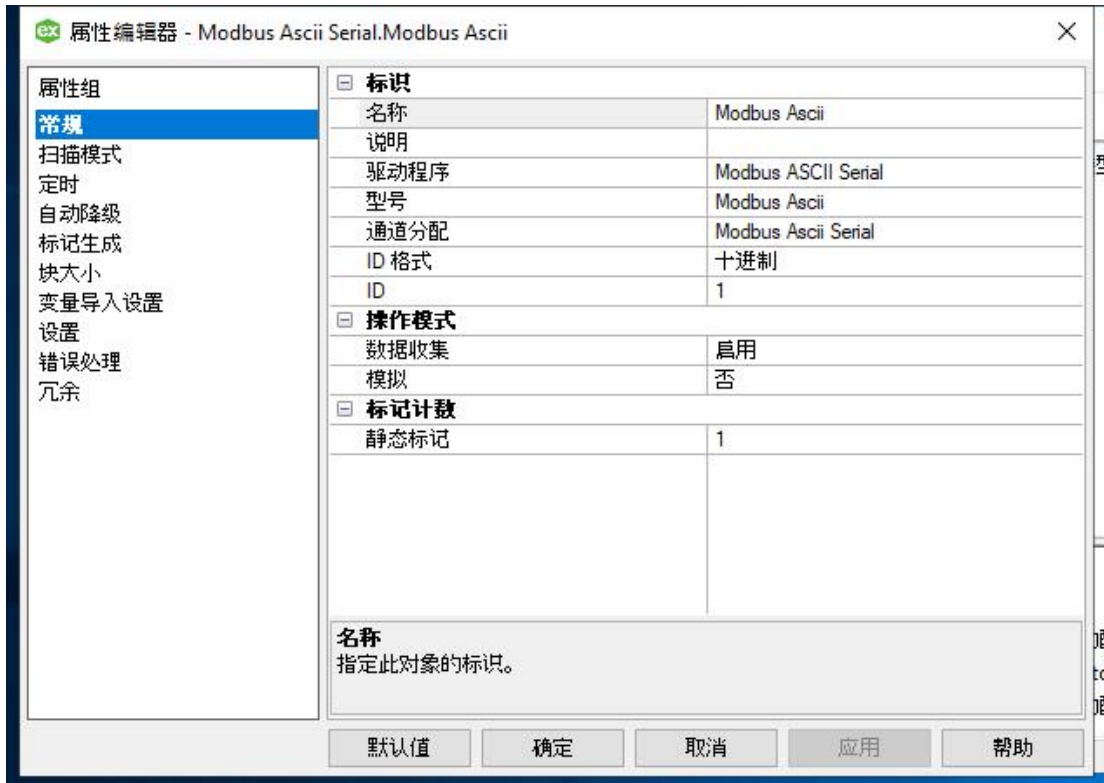 属性编辑器 - Modbus Ascii Serial.Modbus Ascii
属性组
常规
扫描模式
定时
自动降级
标记生成
块大小
变量导入设置
设置
错误处理
冗余
标识
名称 Modbus Ascii
说明
驱动程序 Modbus ASCII Serial
型号 Modbus Ascii
通道分配 Modbus Ascii Serial
ID 格式 十进制
ID 1
操作模式
数据收集 启用
模拟 否
标记计数
静态标记 1
名称
指定此对象的标识。
默认值 确定 取消 应用 帮助